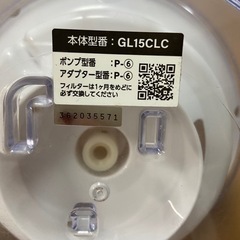 本体型番：GL15CLC
ポンプ型番　：P-⑥
アダプター型番：P-⑥
フィルターは1ヶ月をめどに
必ず交換してください
302035571